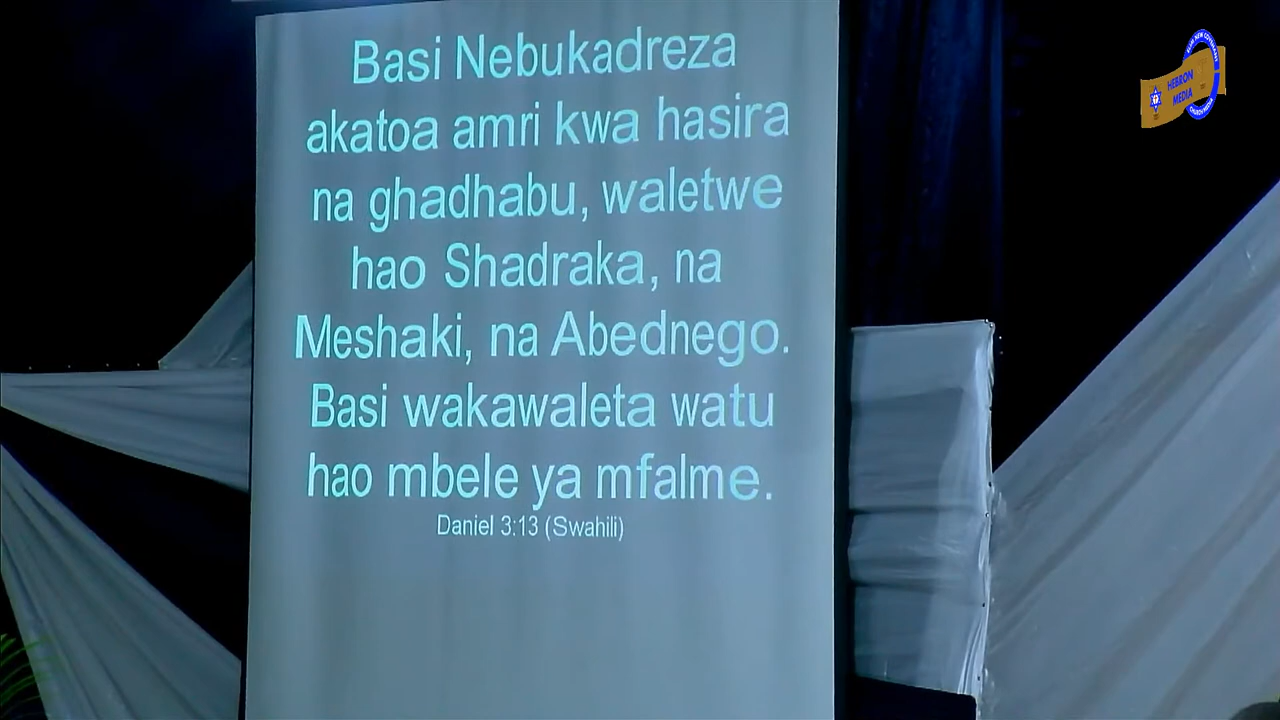 Basi Nebukadreza
akatoa amri kwa hasira
na ghadhabu, waletwe
hao Shadraka, na
Meshaki, na Abednego.
Basi wakawaleta watu
hao mbele ya mfalme.
Daniel 3:13 (Swahili)
HEBRON
MEDIA